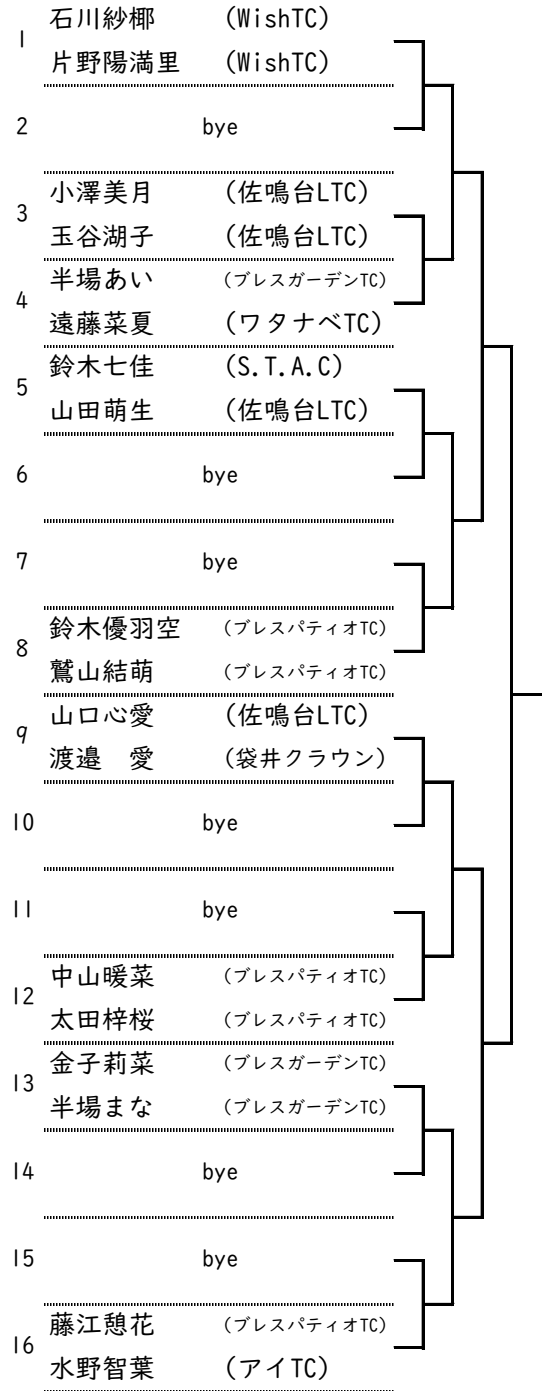 1 石川紗椰 (WishTC)
片野陽満里 (WishTC)
2 bye
3 小澤美月 (佐鳴台LTC)
玉谷湖子 (佐鳴台LTC)
4 半場あい (ブレスガーデンTC)
遠藤菜夏 (ワタナベTC)
5 鈴木七佳 (S.T.A.C)
山田萌生 (佐鳴台LTC)
6 bye
7 bye
8 鈴木優羽空 (ブレスパティオTC)
鷲山結萌 (ブレスパティオTC)
9 山口心愛 (佐鳴台LTC)
渡邉　愛 (袋井クラウン)
10 bye
11 bye
12 中山暖菜 (ブレスパティオTC)
太田梓桜 (ブレスパティオTC)
13 金子莉菜 (ブレスガーデンTC)
半場まな (ブレスガーデンTC)
14 bye
15 bye
16 藤江憩花 (ブレスパティオTC)
水野智葉 (アイTC)